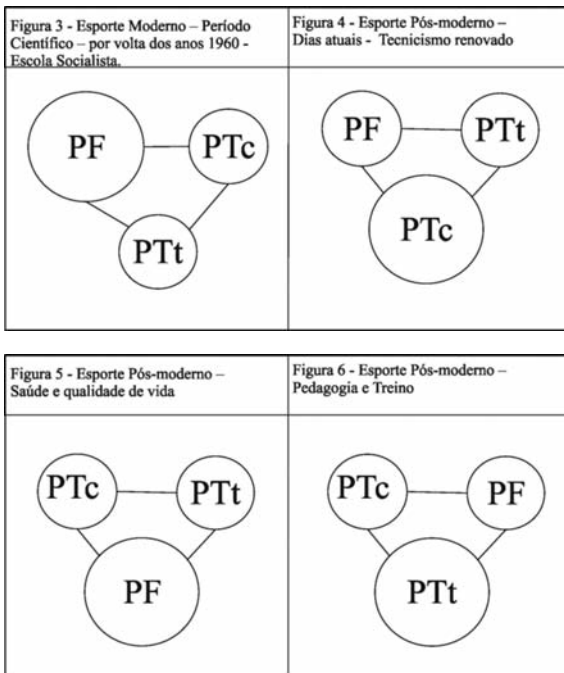 Figura 3 - Esporte Moderno – Período
Científico – por volta dos anos 1960 -
Escola Socialista.
PF
PTc
PTt
Figura 4 - Esporte Pós-moderno –
Dias atuais - Tecnicismo renovado
PF
PTt
PTc
Figura 5 - Esporte Pós-moderno –
Saúde e qualidade de vida
PTc
PTt
PF
Figura 6 - Esporte Pós-moderno –
Pedagogia e Treino
PTc
PF
PTt